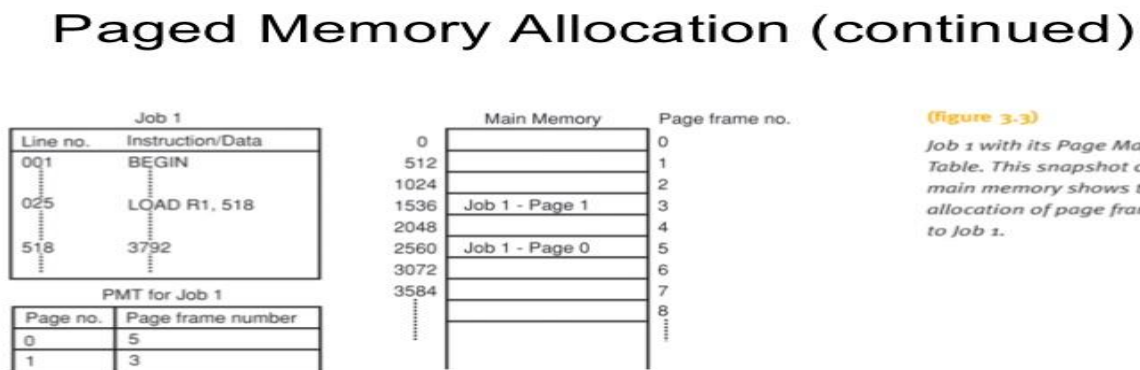 Paged Memory Allocation (continued)
Job 1
Line no. Instruction/Data
001 BEGIN
025 LOAD R1, 518
518 3792
PMT for Job 1
Page no. Page frame number
0 5
1 3
Main Memory Page frame no.
0 0
512 1
1024 2
1536 Job 1 - Page 1 3
2048 4
2560 Job 1 - Page 0 5
3072 6
3584 7
8
(figure 3.3)
Job 1 with its Page
Table. This snapshot
main memory shows
allocation of page
to Job 1.